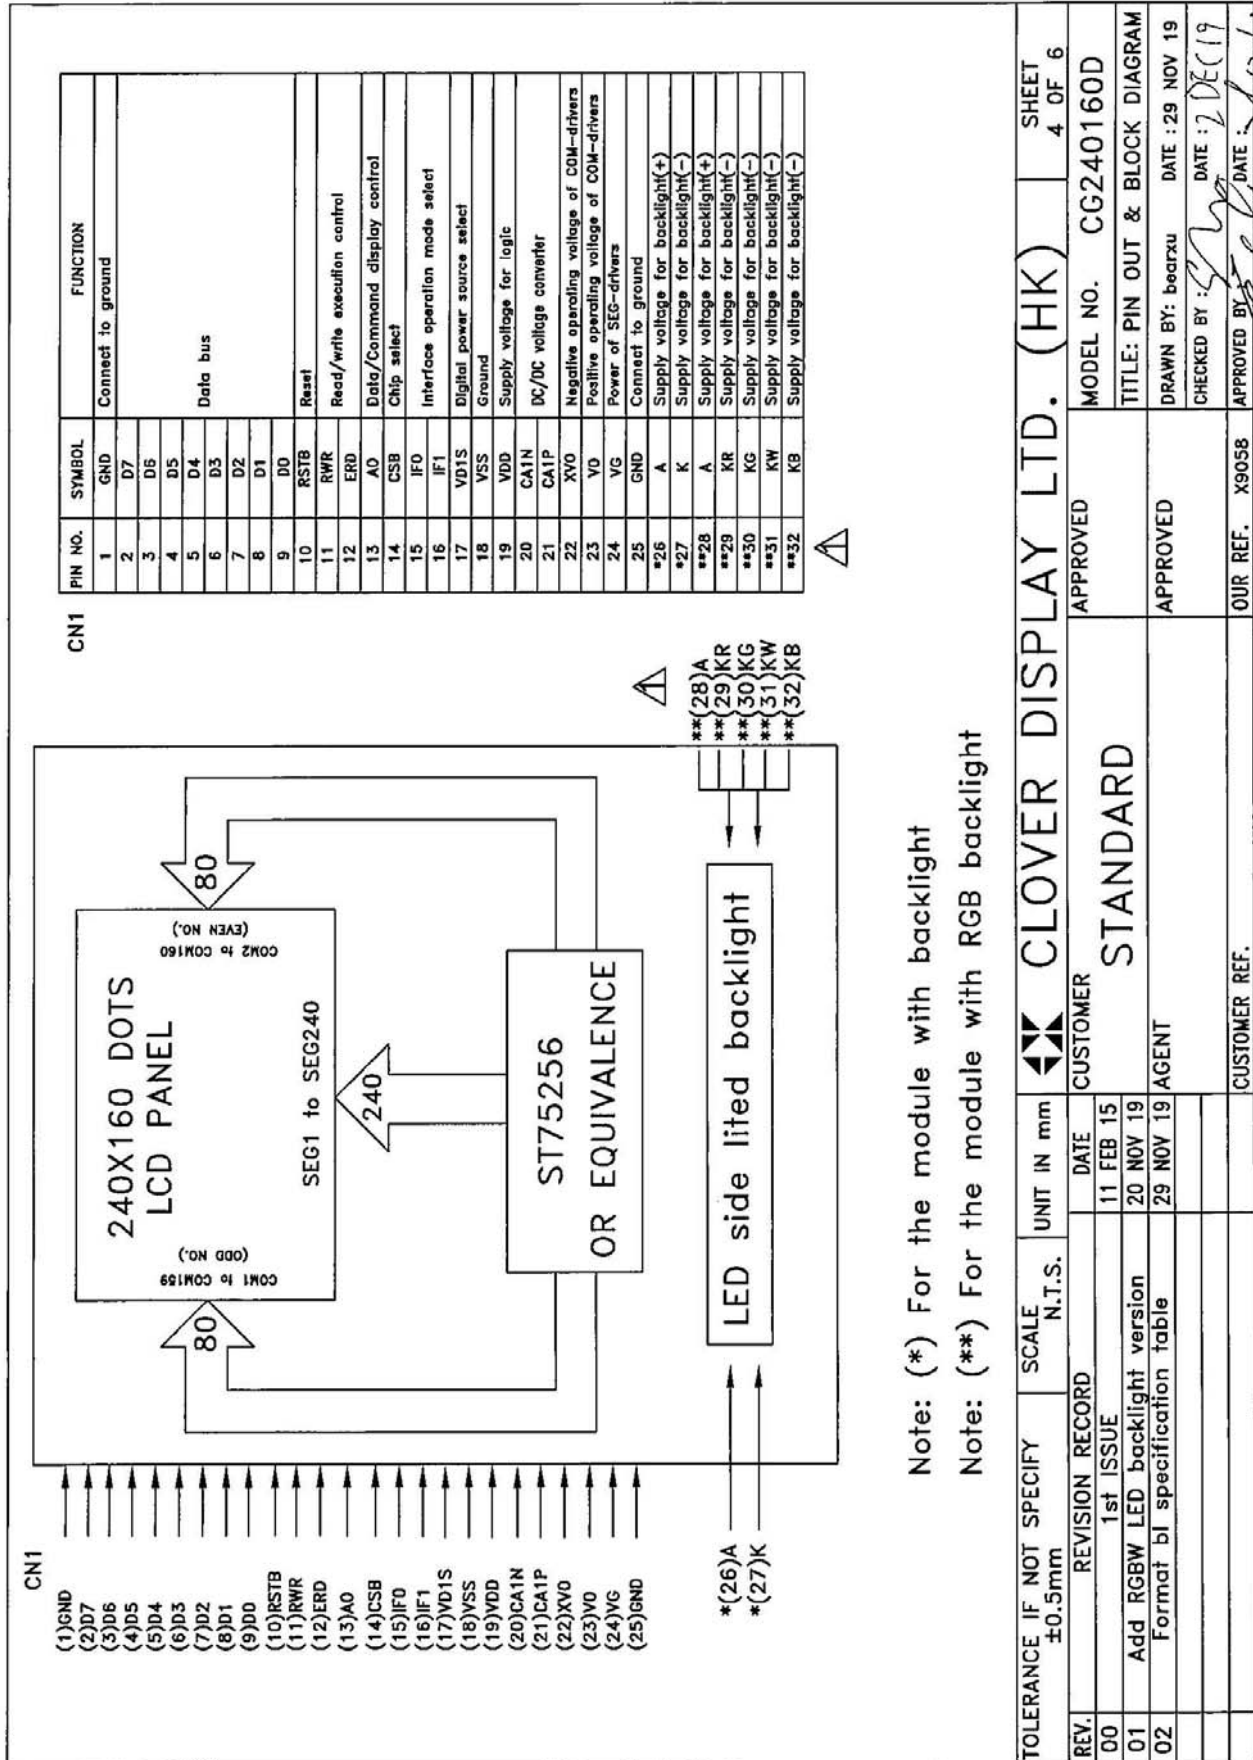 CN1
(1)GND
(2)D7
(3)D6
(4)D5
(5)D4
(6)D3
(7)D2
(8)D1
(9)D0
(10)RSTB
(11)RWR
(12)ERD
(13)A0
(14)CSB
(15)IF0
(16)IF1
(17)VD1S
(18)VSS
(19)VDD
(20)CA1N
(21)CA1P
(22)XV0
(23)V0
(24)VG
(25)GND
*(26)A
*(27)K
240X160 DOTS
LCD PANEL
COM1 to COM159
(ODD NO.)
COM2 to COM160
(EVEN NO.)
SEG1 to SEG240
80
240
80
ST75256
OR EQUIVALENCE
LED side lited backlight
1
**(28)A
**(29)KR
**(30)KG
**(31)KW
**(32)KB
CN1
PIN NO. SYMBOL FUNCTION
1 GND Connect to ground
2 D7
3 D6
4 D5
5 D4 Data bus
6 D3
7 D2
8 D1
9 D0
10 RSTB Reset
11 RWR Read/write execution control
12 ERD
13 A0 Data/Command display control
14 CSB Chip select
15 IF0 Interface operation mode select
16 IF1
17 VD1S Digital power source select
18 VSS Ground
19 VDD Supply voltage for logic
20 CA1N DC/DC voltage converter
21 CA1P
22 XV0 Negative operating voltage of COM-drivers
23 V0 Positive operating voltage of COM-drivers
24 VG Power of SEG-drivers
25 GND Connect to ground
*26 A Supply voltage for backlight(+)
*27 K Supply voltage for backlight(-)
**28 A Supply voltage for backlight(+)
**29 KR Supply voltage for backlight(-)
**30 KG Supply voltage for backlight(-)
**31 KW Supply voltage for backlight(-)
**32 KB Supply voltage for backlight(-)
1
Note: (*) For the module with backlight
Note: (**) For the module with RGB backlight
TOLERANCE IF NOT SPECIFY
±0.5mm
SCALE
N.T.S.
UNIT IN mm
CLOVER DISPLAY LTD. (HK)
SHEET
4 OF 6
REV. REVISION RECORD DATE
00 1st ISSUE 11 FEB 15
01 Add RGBW LED backlight version 20 NOV 19
02 Format bl specification table 29 NOV 19
CUSTOMER
STANDARD
AGENT
CUSTOMER REF.
APPROVED
APPROVED
OUR REF. X9058
MODEL NO. CG240160D
TITLE: PIN OUT & BLOCK DIAGRAM
DRAWN BY: bearxu DATE : 29 NOV 19
CHECKED BY : DATE : 2 DEC 19
APPROVED BY DATE :